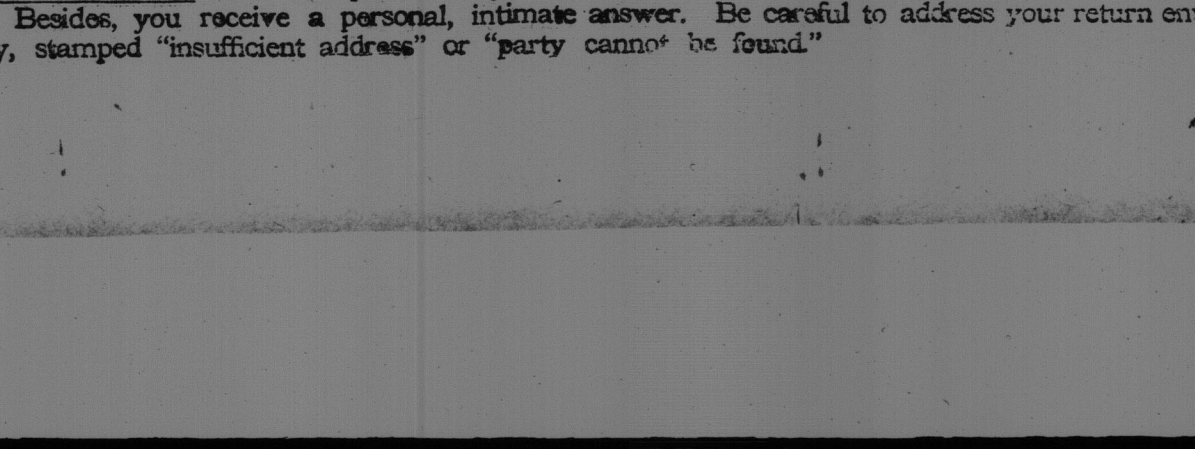 Besides, you receive a personal, intimate answer. Be careful to address your return
stamped “insufficient address” or “party cannot be found”